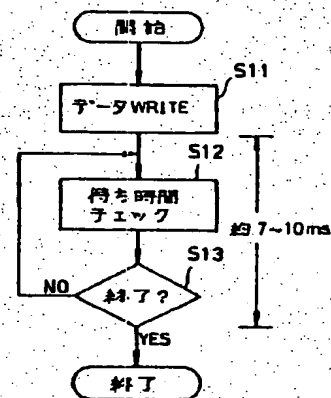 開始
S11
データWRITE
S12
待ち時間
チェック
約7~10ms
S13
終了?
NO
YES
終了